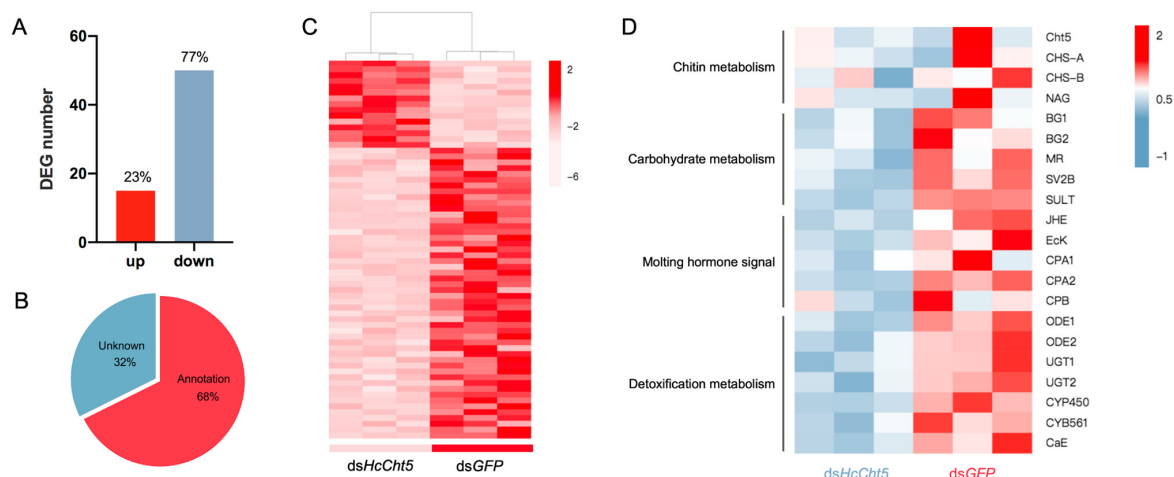 A
60
40
20
0
DEG number
23%
77%
up
down
B
Unknown
32%
Annotation
68%
C
2
-2
-6
dsHcCht5
dsGFP
D
Chitin metabolism
Carbohydrate metabolism
Molting hormone signal
Detoxification metabolism
Cht5
CHS-A
CHS-B
NAG
BG1
BG2
MR
SV2B
SULT
JHE
EcK
CPA1
CPA2
CPB
ODE1
ODE2
UGT1
UGT2
CYP450
CYB561
CaE
2
0.5
-1
dsHcCht5
dsGFP